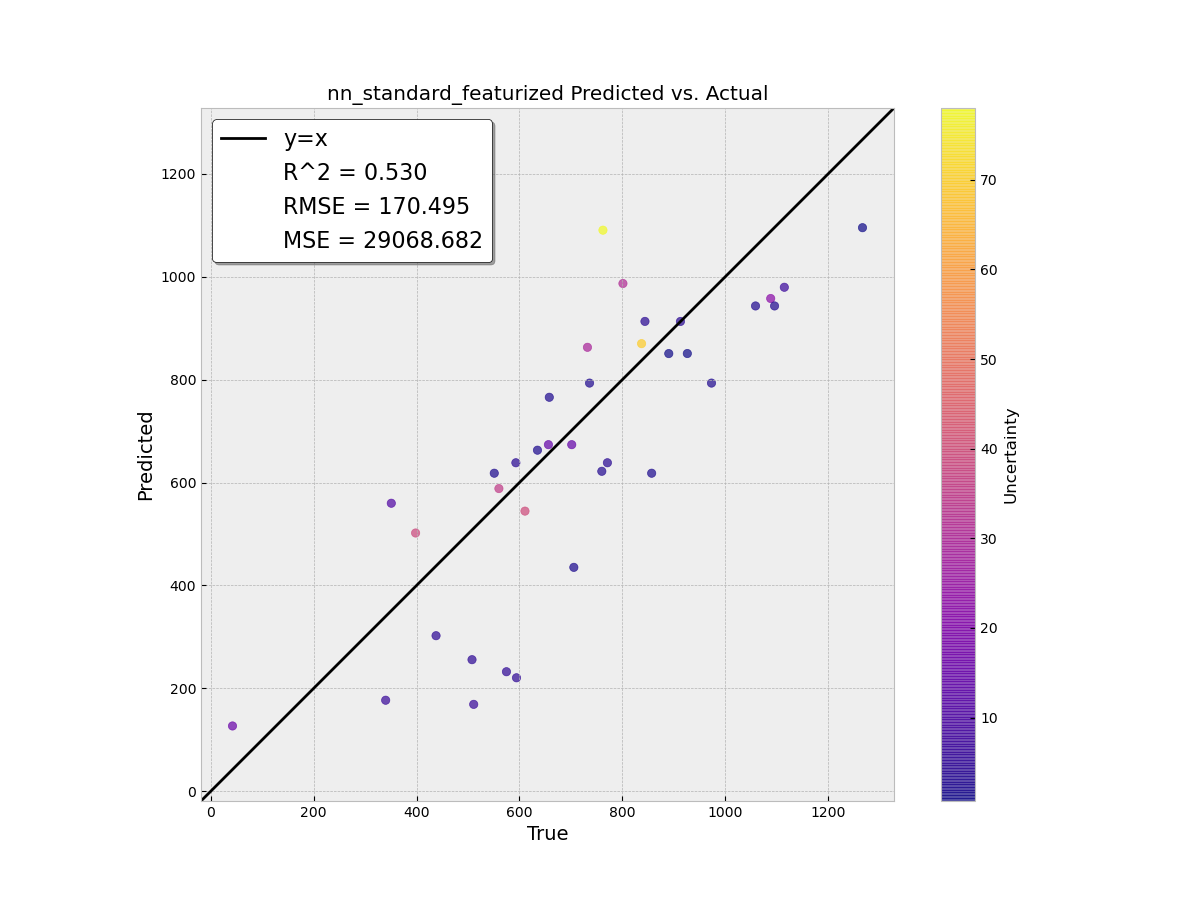 nn_standard_featurized Predicted vs. Actual
y=x
R^2 = 0.530
RMSE = 170.495
MSE = 29068.682
Predicted
1200
1000
800
600
400
200
0
0 200 400 600 800 1000 1200
True
70
60
50
40
30
20
10
Uncertainty